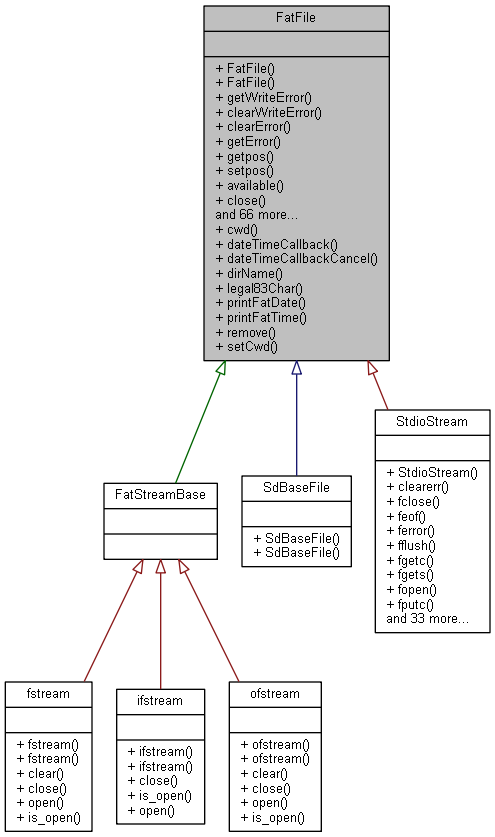 FatFile
+ FatFile()
+ FatFile()
+ getWriteError()
+ clearWriteError()
+ clearError()
+ getError()
+ getpos()
+ setpos()
+ available()
+ close()
and 66 more...
+ cwd()
+ dateTimeCallback()
+ dateTimeCallbackCancel()
+ dirName()
+ legal83Char()
+ printFatDate()
+ printFatTime()
+ remove()
+ setCwd()
FatStreamBase
SdBaseFile
+ SdBaseFile()
+ SdBaseFile()
StdioStream
+ StdioStream()
+ clearerr()
+ fclose()
+ feof()
+ ferror()
+ fflush()
+ fgetc()
+ fgets()
+ fopen()
+ fputc()
and 33 more...
fstream
+ fstream()
+ fstream()
+ clear()
+ close()
+ open()
+ is_open()
ifstream
+ ifstream()
+ ifstream()
+ close()
+ is_open()
+ open()
ofstream
+ ofstream()
+ ofstream()
+ clear()
+ close()
+ open()
+ is_open()